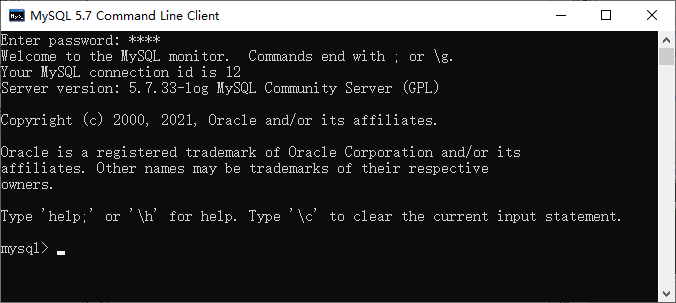 MySQL 5.7 Command Line Client
Enter password: ****
Welcome to the MySQL monitor.  Commands end with ; or \g.
Your MySQL connection id is 12
Server version: 5.7.33-log MySQL Community Server (GPL)
Copyright (c) 2000, 2021, Oracle and/or its affiliates.
Oracle is a registered trademark of Oracle Corporation and/or its
affiliates. Other names may be trademarks of their respective
owners.
Type 'help;' or '\h' for help. Type '\c' to clear the current input statement.
mysql>